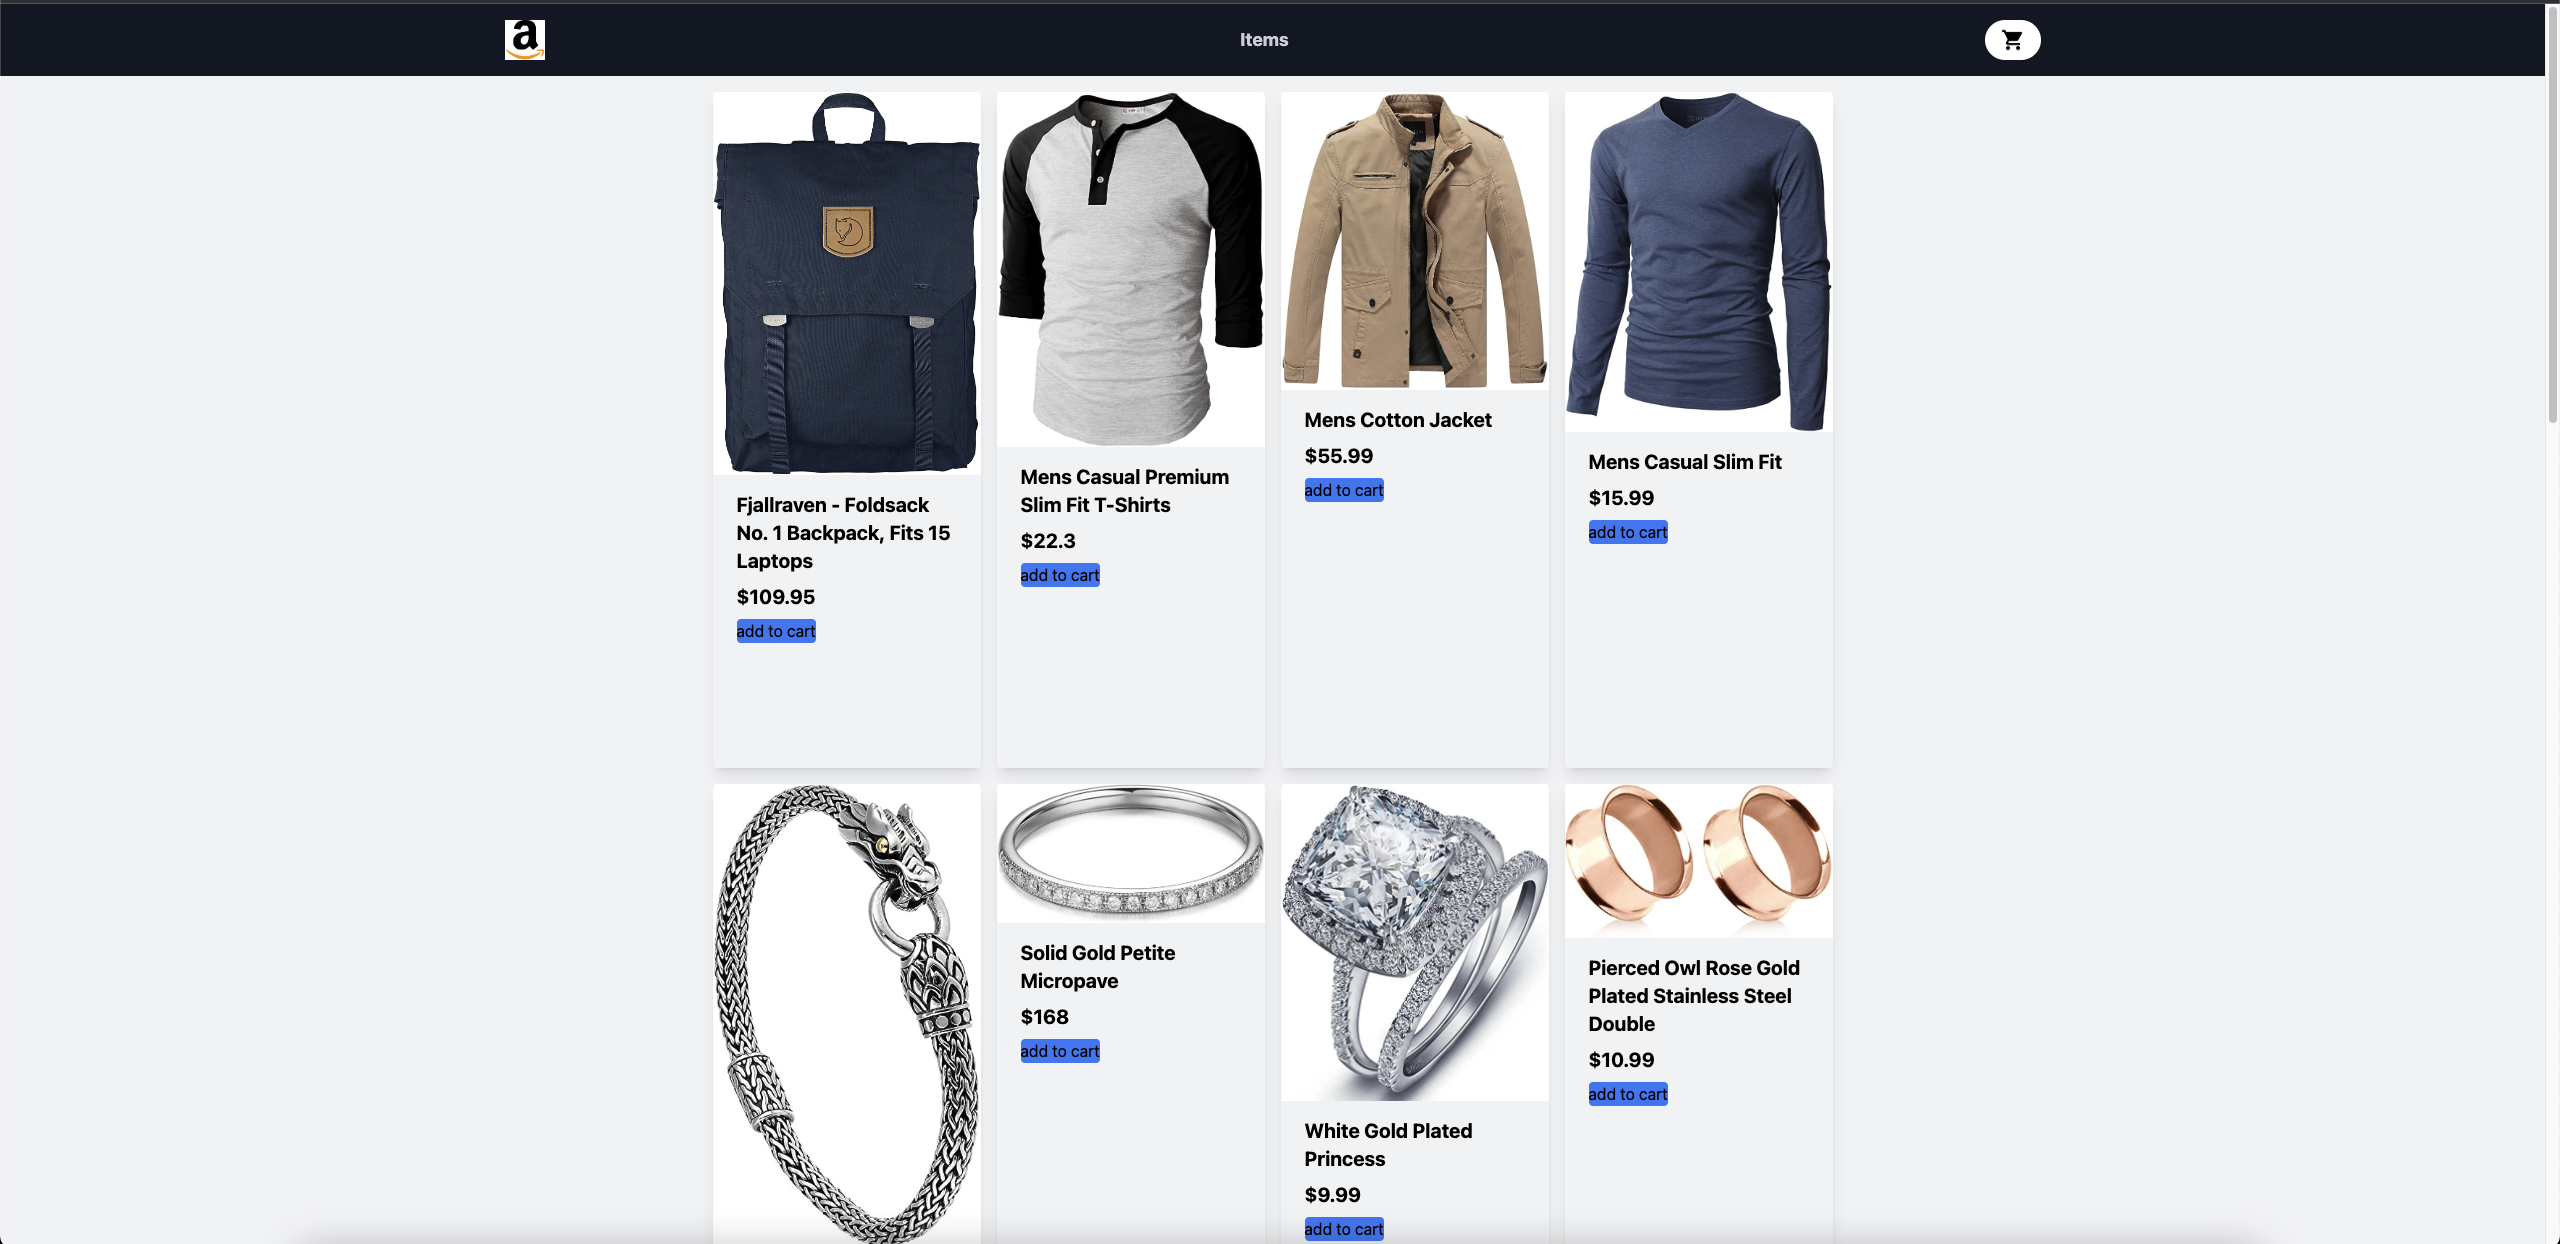 a
Items
Fjallraven - Foldsack
No. 1 Backpack, Fits 15
Laptops
$109.95
add to cart
Mens Casual Premium
Slim Fit T-Shirts
$22.3
add to cart
Mens Cotton Jacket
$55.99
add to cart
Mens Casual Slim Fit
$15.99
add to cart
Solid Gold Petite
Micropave
$168
add to cart
White Gold Plated
Princess
$9.99
add to cart
Pierced Owl Rose Gold
Plated Stainless Steel
Double
$10.99
add to cart